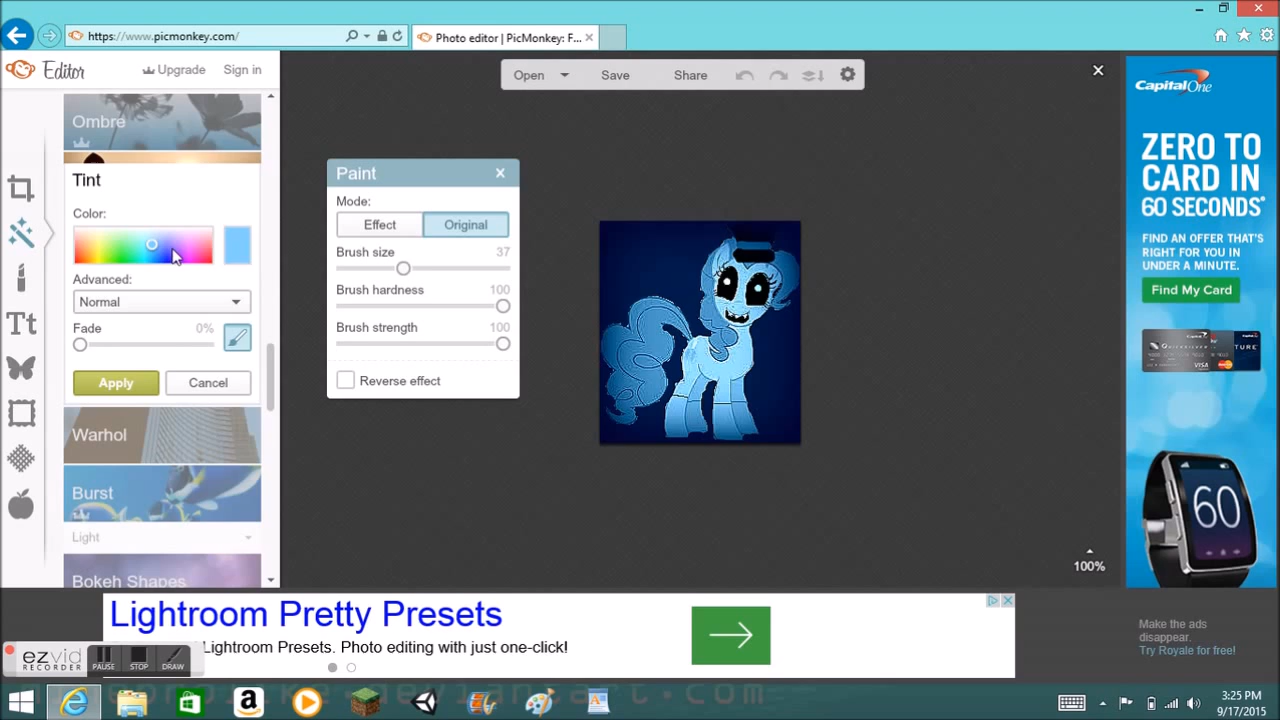 https://www.picmonkey.com/
Photo editor | PicMonkey: F...
Editor
Upgrade
Sign in
Open
Save
Share
Ombre
Tint
Color:
Advanced:
Normal
Fade
0%
Apply
Cancel
Warhol
Burst
Light
Bokeh Shapes
Paint
Mode:
Effect
Original
Brush size
37
Brush hardness
100
Brush strength
100
Reverse effect
100%
Capital One
ZERO TO
CARD IN
60 SECONDS*
FIND AN OFFER THAT'S
RIGHT FOR YOU IN
UNDER A MINUTE.
Find My Card
60
Lightroom Pretty Presets
Lightroom Presets. Photo editing with just one-click!
Make the ads
disappear.
Try Royale for free!
ezvid
RECORDER
PAUSE
STOP
DRAW
3:25 PM
9/17/2015